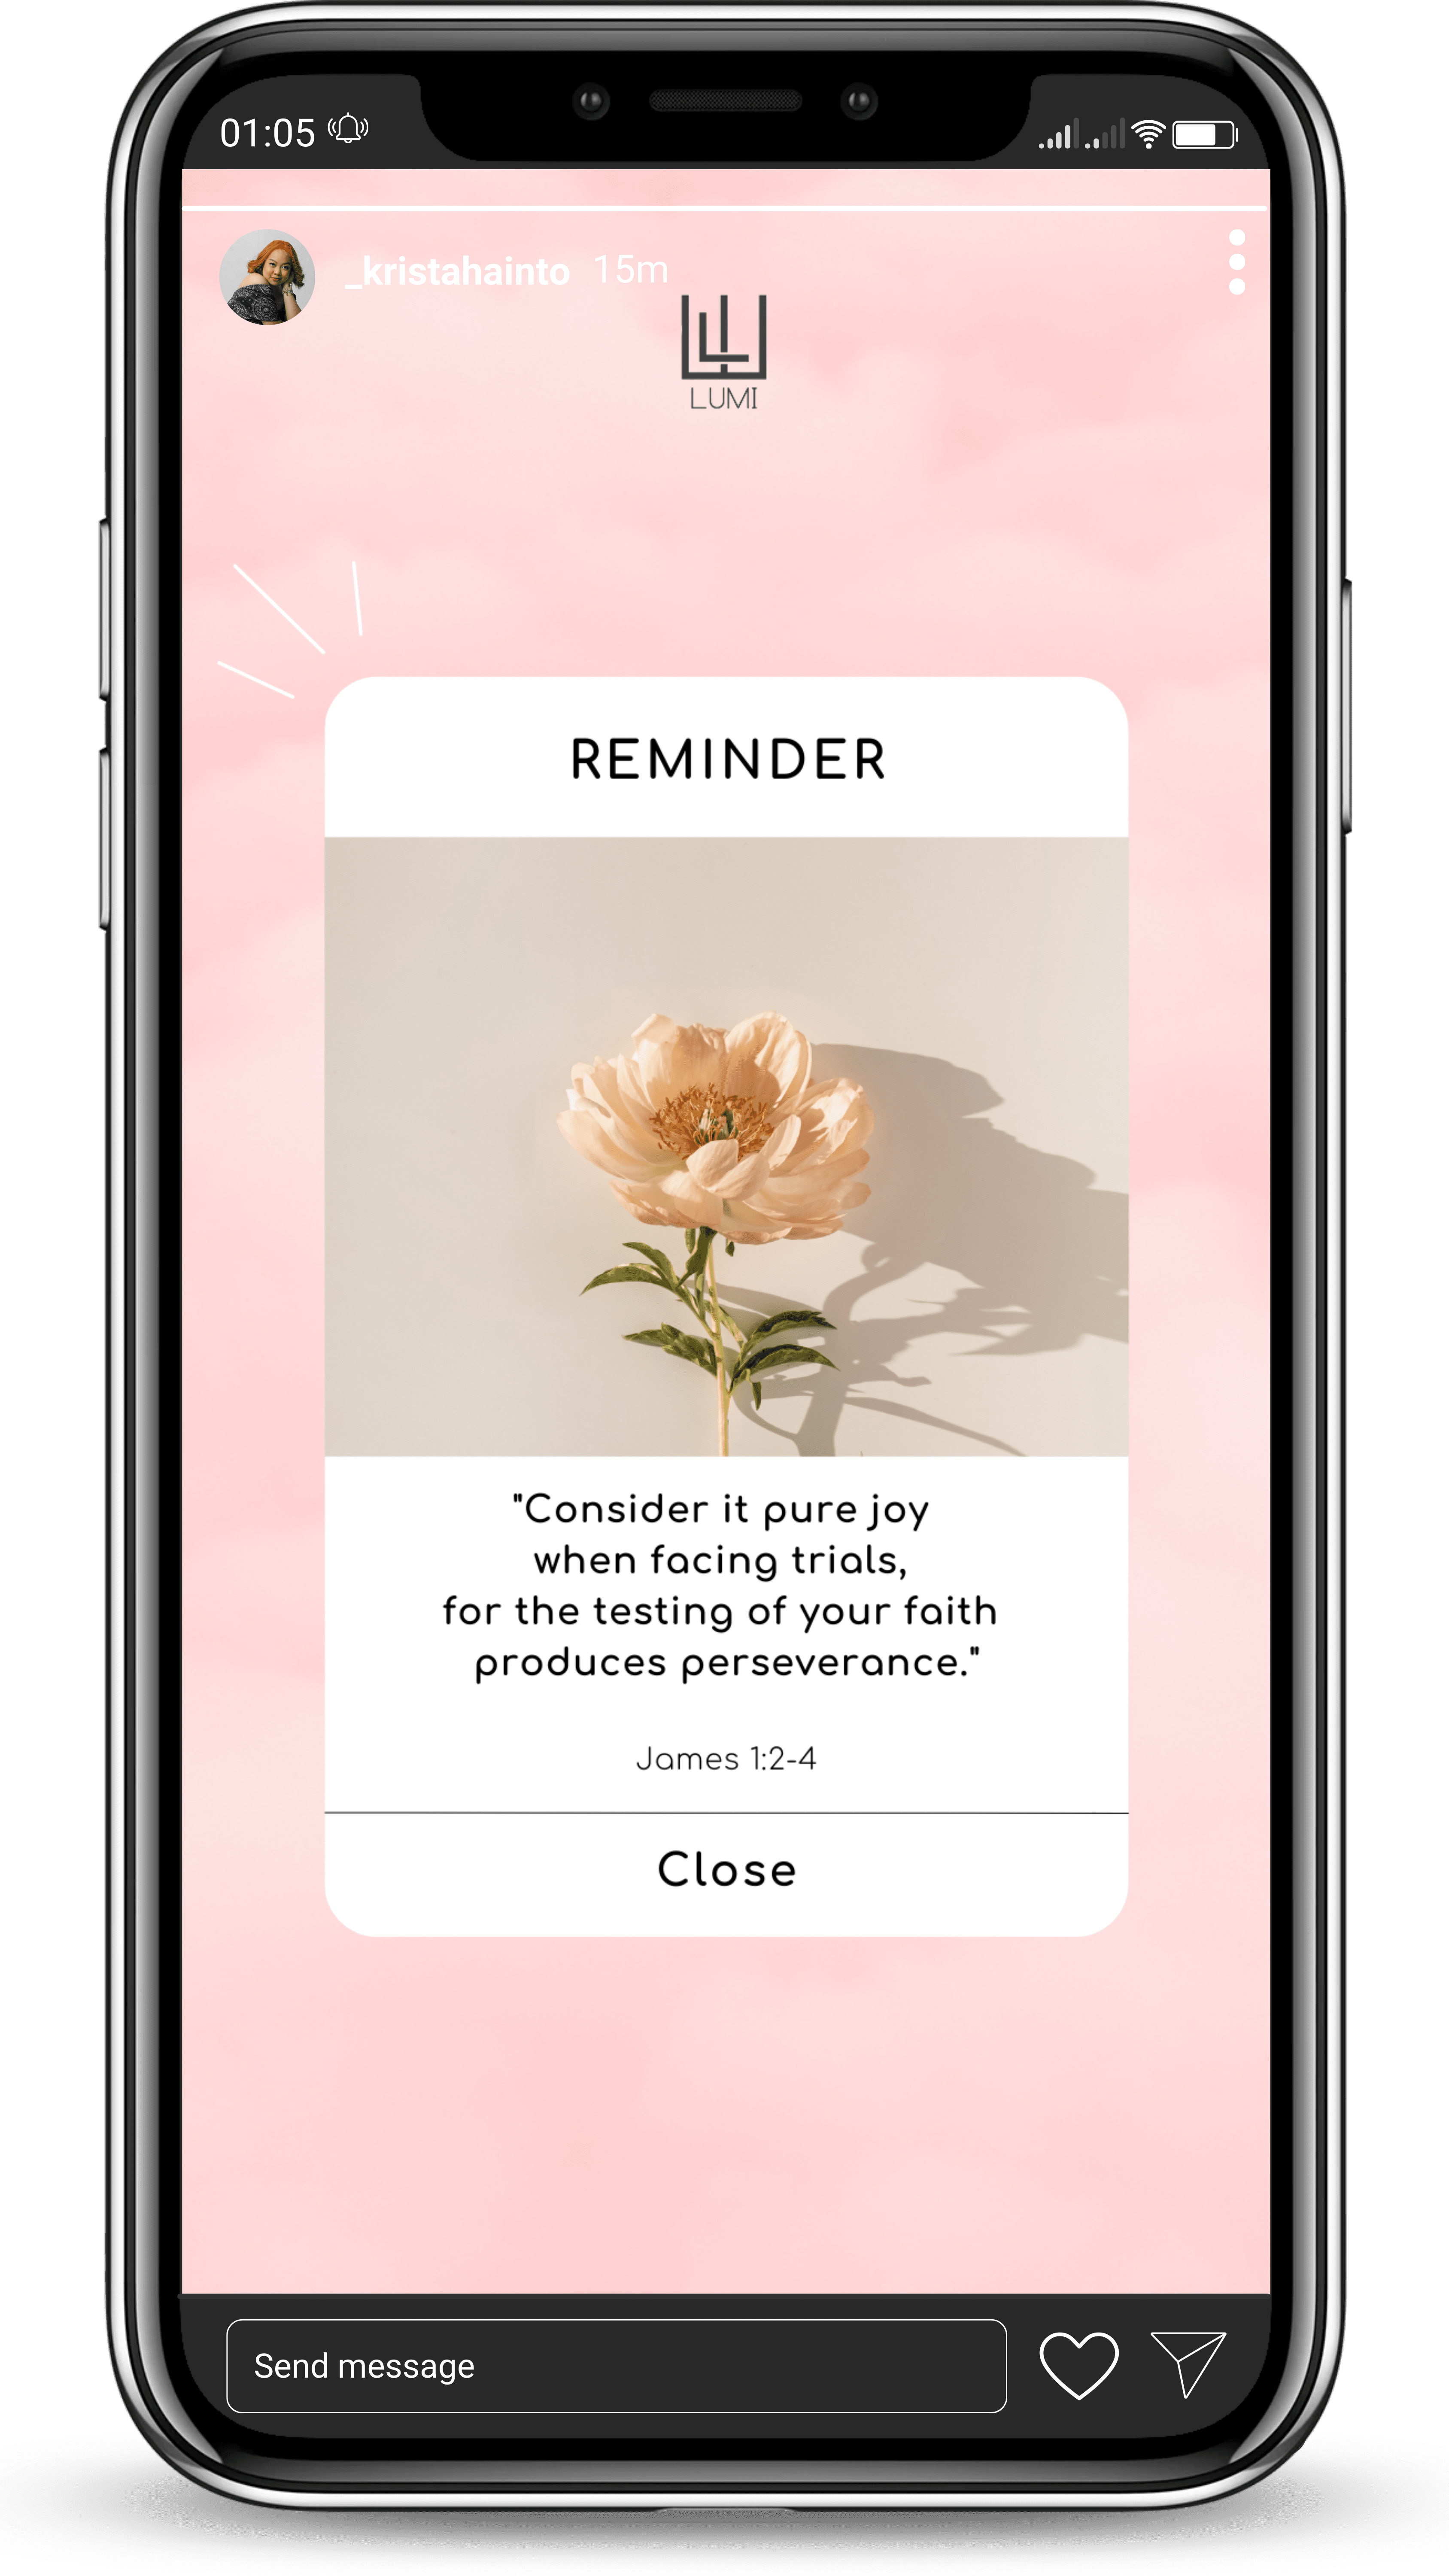 01:05
_kristahainto 15m
LUMI
REMINDER
"Consider it pure joy
when facing trials,
for the testing of your faith
produces perseverance."
James 1:2-4
Close
Send message